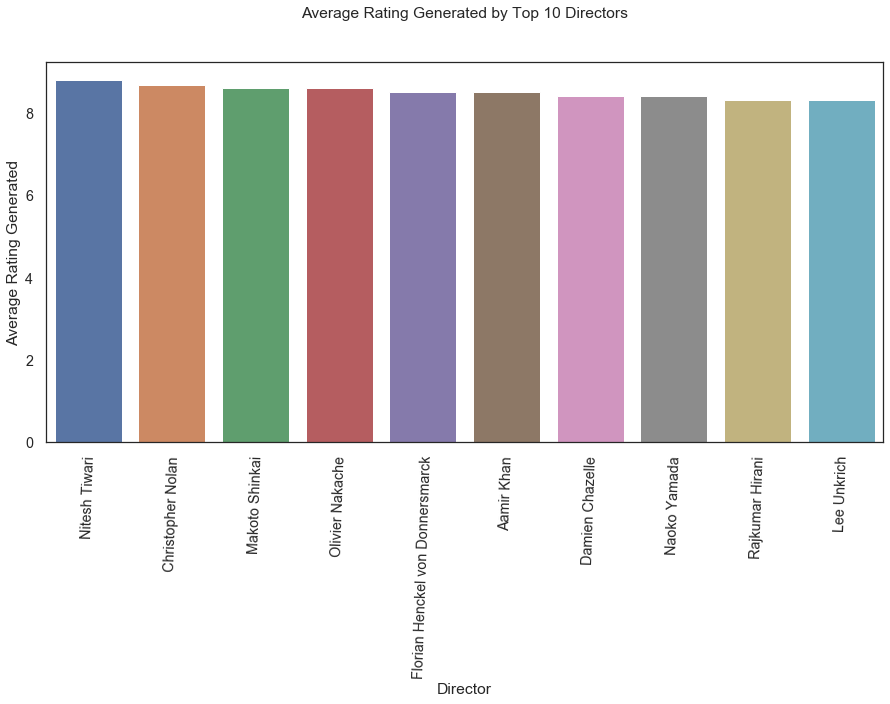 Average Rating Generated by Top 10 Directors
Average Rating Generated
8
6
4
2
0
Nitesh Tiwari
Christopher Nolan
Makoto Shinkai
Olivier Nakache
Florian Henckel von Donnersmarck
Aamir Khan
Damien Chazelle
Naoko Yamada
Rajkumar Hirani
Lee Unkrich
Director